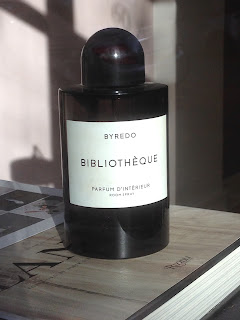 BYREDO
BIBLIOTHÈQUE
PARFUM D'INTÉRIEUR
ROOM SPRAY